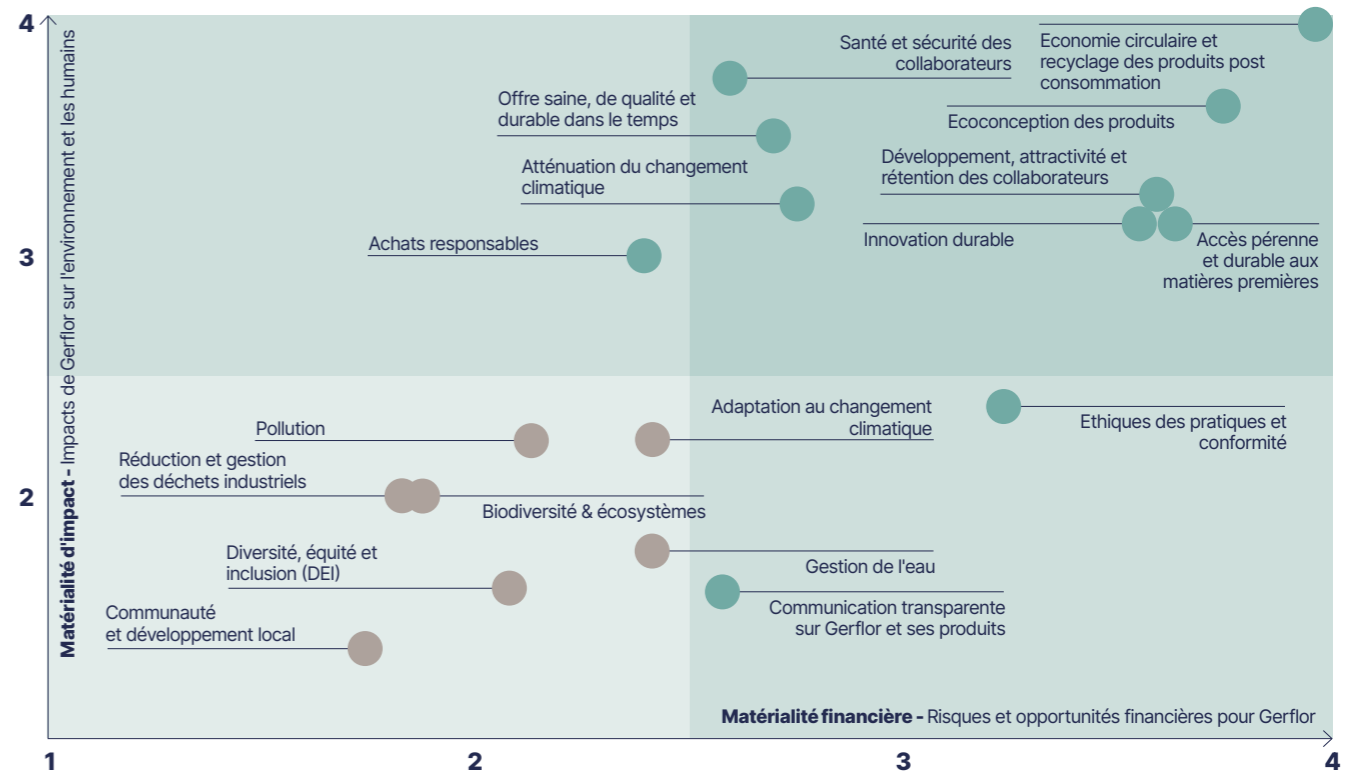 4
Matérialité d'impact - Impacts de Gerflor sur l'environnement et les humains
Santé et sécurité des
collaborateurs
Economie circulaire et
recyclage des produits post
consommation
Offre saine, de qualité et
durable dans le temps
Ecoconception des produits
Atténuation du changement
climatique
Développement, attractivité et
rétention des collaborateurs
Achats responsables
Innovation durable
Accès pérenne
et durable aux
matières premières
3
Pollution
Adaptation au changement
climatique
Ethiques des pratiques et
conformité
Réduction et gestion
des déchets industriels
2
Biodiversité & écosystèmes
Diversité, équité et
inclusion (DEI)
Gestion de l'eau
Communauté
et développement local
Communication transparente
sur Gerflor et ses produits
Matérialité financière - Risques et opportunités financières pour Gerflor
1
2
3
4